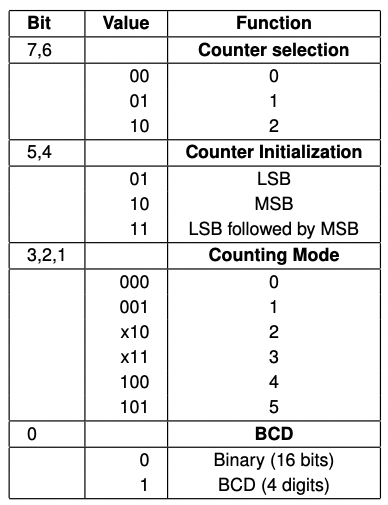 Bit Value Function
7,6 Counter selection
00 0
01 1
10 2
5,4 Counter Initialization
01 LSB
10 MSB
11 LSB followed by MSB
3,2,1 Counting Mode
000 0
001 1
x10 2
x11 3
100 4
101 5
0 BCD
0 Binary (16 bits)
1 BCD (4 digits)